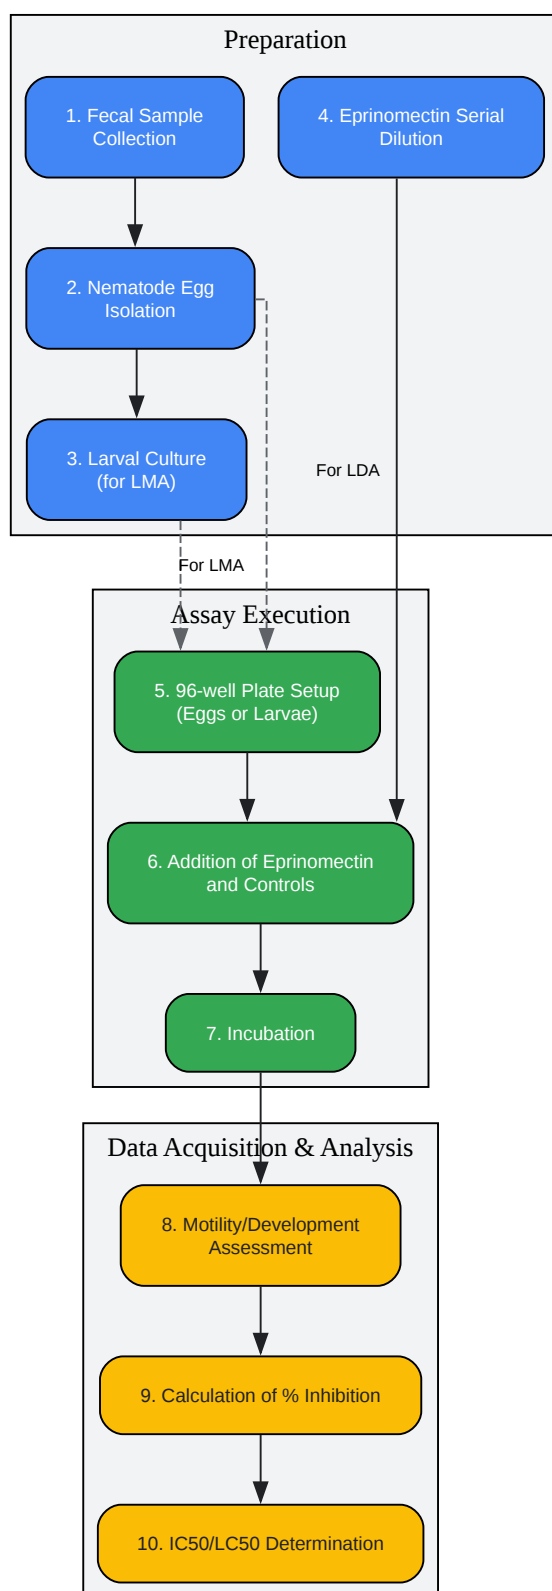 Preparation
1. Fecal Sample
Collection
4. Eprinomectin Serial
Dilution
2. Nematode Egg
Isolation
3. Larval Culture
(for LMA)
For LDA
For LMA
Assay Execution
5. 96-well Plate Setup
(Eggs or Larvae)
6. Addition of Eprinomectin
and Controls
7. Incubation
Data Acquisition & Analysis
8. Motility/Development
Assessment
9. Calculation of % Inhibition
10. IC50/LC50 Determination